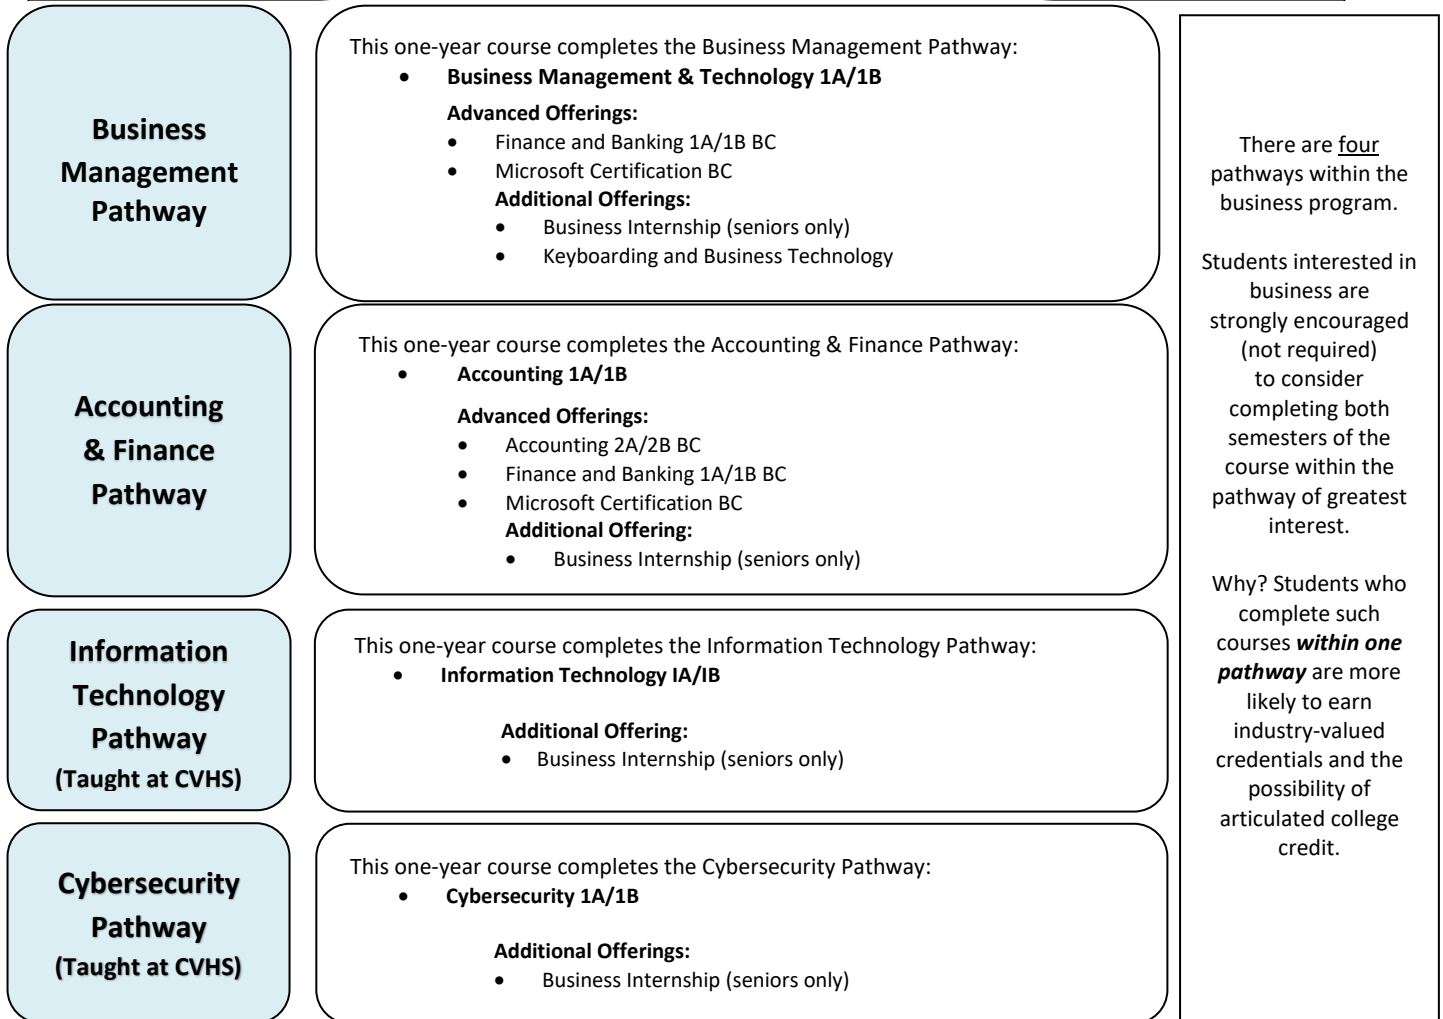 Business
Management
Pathway
This one-year course completes the Business Management Pathway:
• Business Management & Technology 1A/1B
Advanced Offerings:
• Finance and Banking 1A/1B BC
• Microsoft Certification BC
Additional Offerings:
• Business Internship (seniors only)
• Keyboarding and Business Technology
Accounting
& Finance
Pathway
This one-year course completes the Accounting & Finance Pathway:
• Accounting 1A/1B
Advanced Offerings:
• Accounting 2A/2B BC
• Finance and Banking 1A/1B BC
• Microsoft Certification BC
Additional Offering:
• Business Internship (seniors only)
Information
Technology
Pathway
(Taught at CVHS)
This one-year course completes the Information Technology Pathway:
• Information Technology IA/IB
Additional Offering:
• Business Internship (seniors only)
Cybersecurity
Pathway
(Taught at CVHS)
This one-year course completes the Cybersecurity Pathway:
• Cybersecurity 1A/1B
Additional Offerings:
• Business Internship (seniors only)
There are four
pathways within the
business program.
Students interested in
business are
strongly encouraged
(not required)
to consider
completing both
semesters of the
course within the
pathway of greatest
interest.
Why? Students who
complete such
courses within one
pathway are more
likely to earn
industry-valued
credentials and the
possibility of
articulated college
credit.